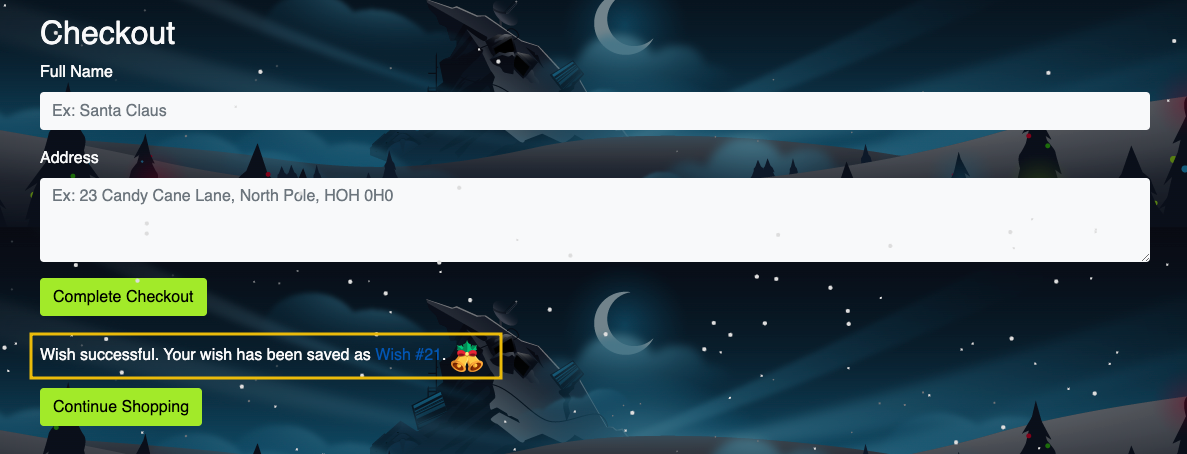 Checkout
Full Name
Ex: Santa Claus
Address
Ex: 23 Candy Cane Lane, North Pole, HOH 0H0
Complete Checkout
Wish successful. Your wish has been saved as Wish #21.
Continue Shopping